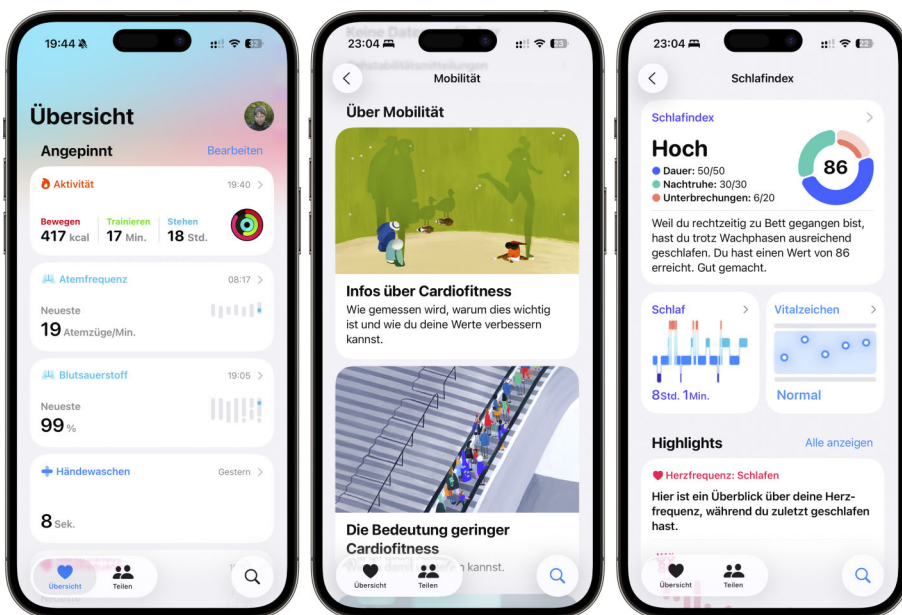 19:44
32
Übersicht
Angepinnt
Bearbeiten
Aktivität
19:40
Bewegen
Trainieren
Stehen
417 kcal
17 Min.
18 Std.
Atemfrequenz
08:17
Neueste
19 Atemzüge/Min.
Blutsauerstoff
19:05
Neueste
99 %
Händewaschen
Gestern
8 Sek.
Übersicht
Teilen
Neueste
23:04
23
Mobilität
Über Mobilität
Infos über Cardiofitness
Wie gemessen wird, warum dies wichtig
ist und wie du deine Werte verbessern
kannst.
Die Bedeutung geringer
Cardiofitness
kannst.
Übersicht
Teilen
23:04
22
Schlafindex
Schlafindex
Hoch
Dauer: 50/50
Nachtruhe: 30/30
Unterbrechungen: 6/20
86
Weil du rechtzeitig zu Bett gegangen bist,
hast du trotz Wachphasen ausreichend
geschlafen. Du hast einen Wert von 86
erreicht. Gut gemacht.
Schlaf
8Std. 1Min.
Vitalzeichen
Normal
Highlights
Alle anzeigen
Herzfrequenz: Schlafen
Hier ist ein Überblick über deine Herz-
frequenz, während du zuletzt geschlafen
hast.
Übersicht
Teilen